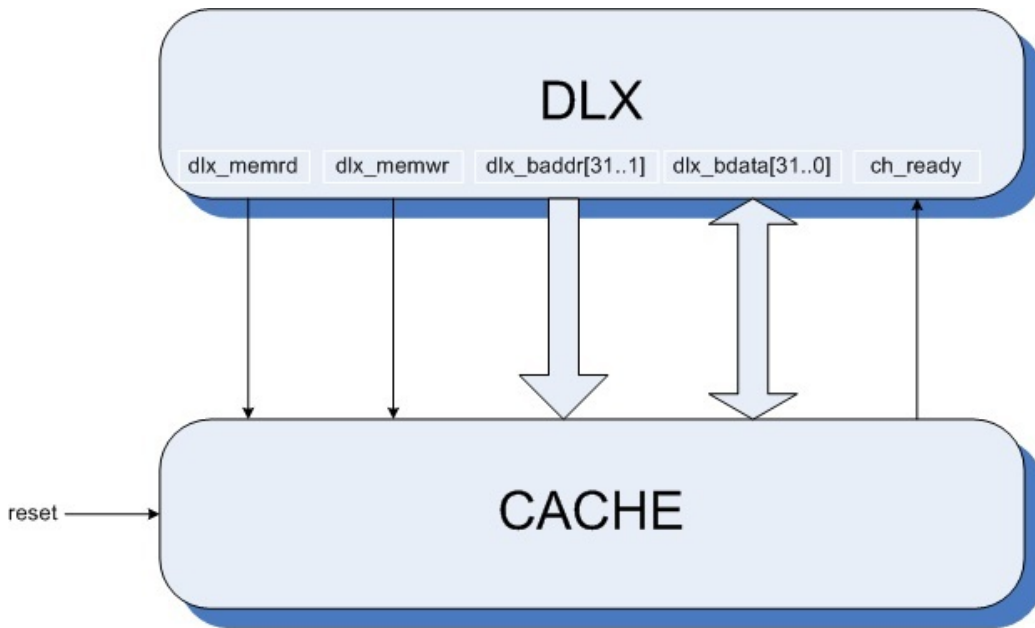 DLX
dlx_memrd dlx_memwr dlx_baddr[31..1] dlx_bdata[31..0] ch_ready
reset
CACHE